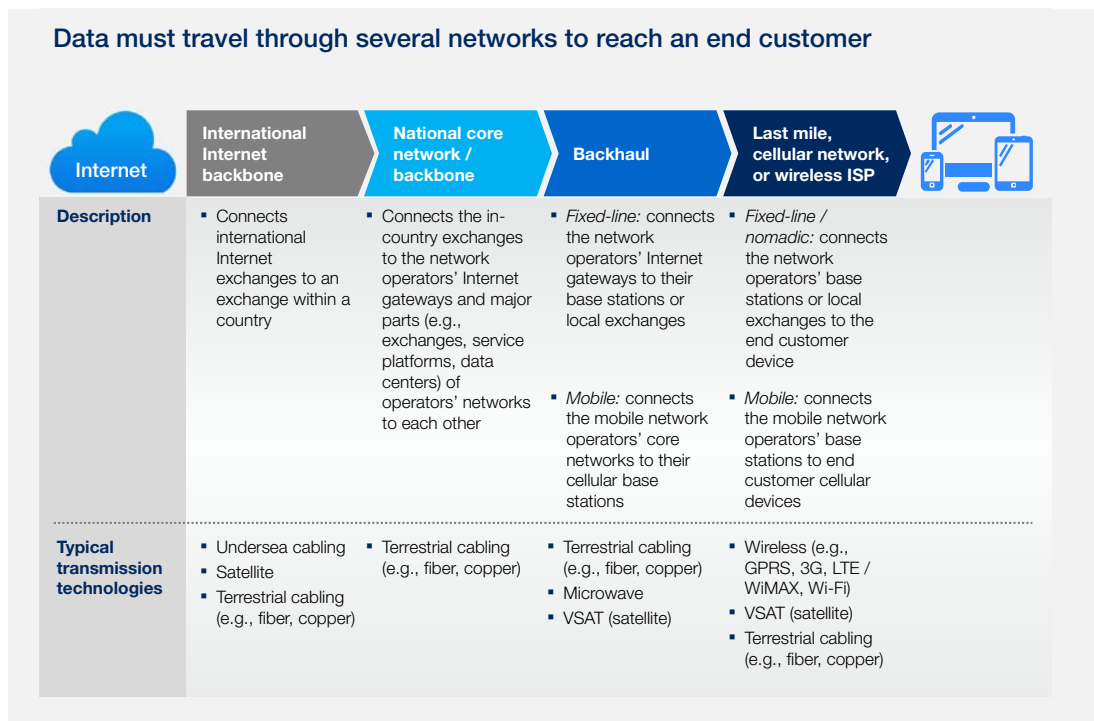 Data must travel through several networks to reach an end customer
Internet
International
Internet
backbone
National core
network /
backbone
Backhaul
Last mile,
cellular network,
or wireless ISP
Description
▪ Connects
international
Internet
exchanges to an
exchange within a
country
▪ Connects the in-
country exchanges
to the network
operators' Internet
gateways and major
parts (e.g.,
exchanges, service
platforms, data
centers) of
operators' networks
to each other
▪ Fixed-line: connects
the network
operators' Internet
gateways to their
base stations or
local exchanges
▪ Mobile: connects
the mobile network
operators' core
networks to their
cellular base
stations
▪ Fixed-line /
nomadic: connects
the network
operators' base
stations or local
exchanges to the
end customer
device
▪ Mobile: connects
the mobile network
operators' base
stations to end
customer cellular
devices
Typical
transmission
technologies
▪ Undersea cabling
▪ Satellite
▪ Terrestrial cabling
(e.g., fiber, copper)
▪ Terrestrial cabling
(e.g., fiber, copper)
▪ Terrestrial cabling
(e.g., fiber, copper)
▪ Microwave
▪ VSAT (satellite)
▪ Wireless (e.g.,
GPRS, 3G, LTE /
WiMAX, Wi-Fi)
▪ VSAT (satellite)
▪ Terrestrial cabling
(e.g., fiber, copper)